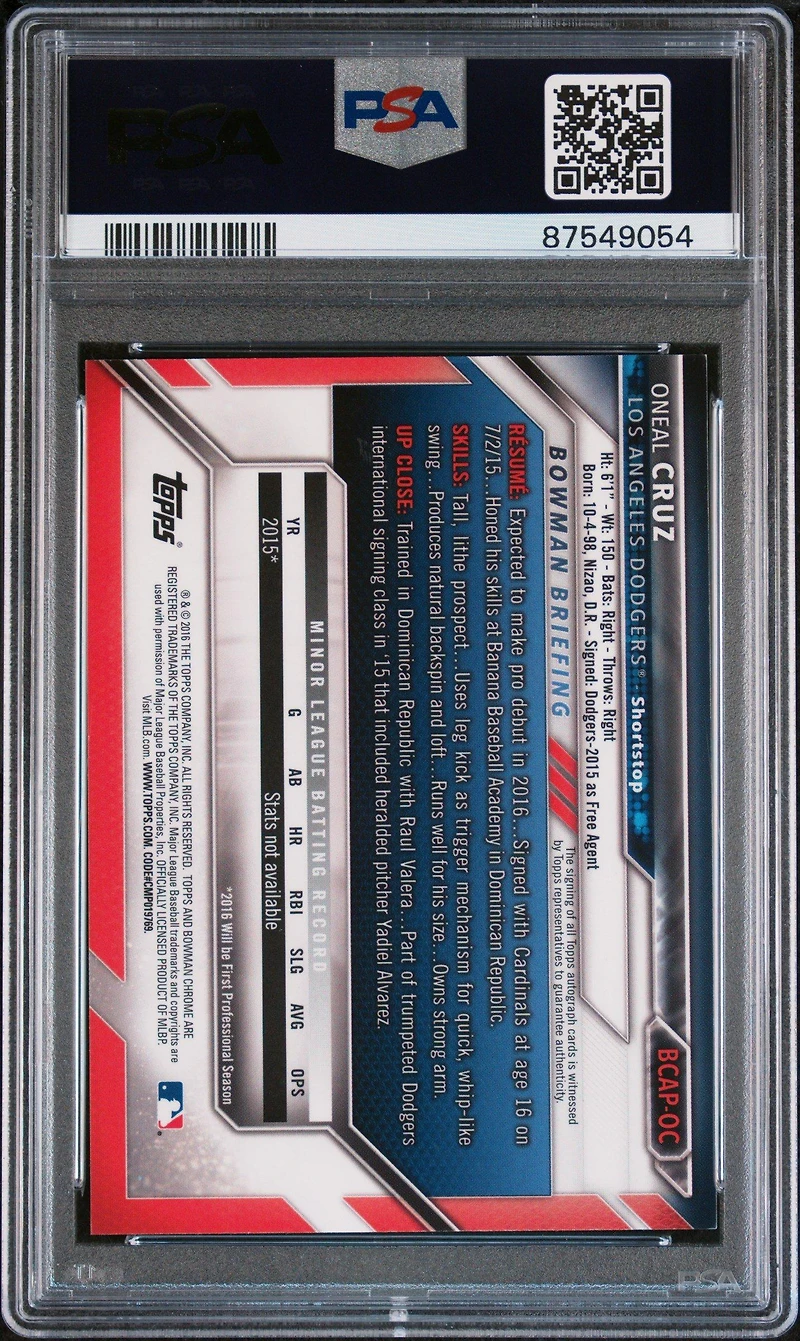 PSA
PSA
87549054
ONEAL CRUZ
LOS ANGELES DODGERS® - Shortstop
BCAP-OC
Ht: 6'1" - Wt: 150 - Bats: Right - Throws: Right
Born: 10-4-98, Nizao, D.R. - Signed: Dodgers-2015 as Free Agent
BOWMAN BRIEFING
The signing of all Topps autograph cards is witnessed
by Topps representatives to guarantee authenticity.
RÉSUMÉ: Expected to make pro debut in 2016....Signed with Cardinals at age 16 on
7/2/15....Honed his skills at Banana Baseball Academy in Dominican Republic.
SKILLS: Tall, lithe prospect....Uses leg kick as trigger mechanism for quick, whip-like
swing....Produces natural backspin and loft....Runs well for his size....Owns strong arm.
UP CLOSE: Trained in Dominican Republic with Raul Valera....Part of trumpeted Dodgers
international signing class in '15 that included heralded pitcher Yadiel Alvarez.
MINOR LEAGUE BATTING RECORD
YR G AB HR RBI SLG AVG OPS
2015* Stats not available
*2016 Will be First Professional Season
topps®
® & © 2016 THE TOPPS COMPANY, INC. ALL RIGHTS RESERVED. TOPPS AND BOWMAN CHROME ARE
REGISTERED TRADEMARKS OF THE TOPPS COMPANY, INC. Major League Baseball trademarks and copyrights are
used with permission of Major League Baseball Properties, Inc. OFFICIALLY LICENSED PRODUCT OF MLBP.
Visit MLB.com. WWW.TOPPS.COM. CODE#CMP019769.
PSA